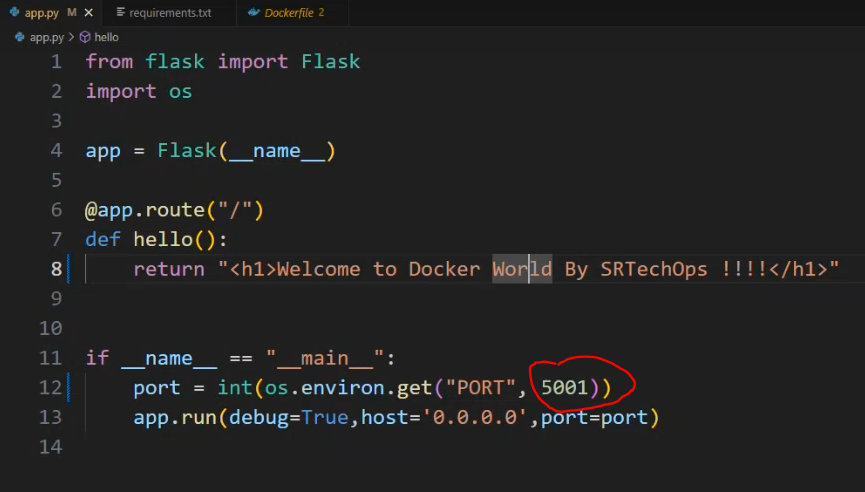 app.py M requirements.txt Dockerfile 2
app.py > hello
1 from flask import Flask
2 import os
3
4 app = Flask(__name__)
5
6 @app.route("/")
7 def hello():
8     return "<h1>Welcome to Docker World By SRTechOps !!!!</h1>"
9
10
11 if __name__ == "__main__":
12     port = int(os.environ.get("PORT", 5001))
13     app.run(debug=True,host='0.0.0.0',port=port)
14